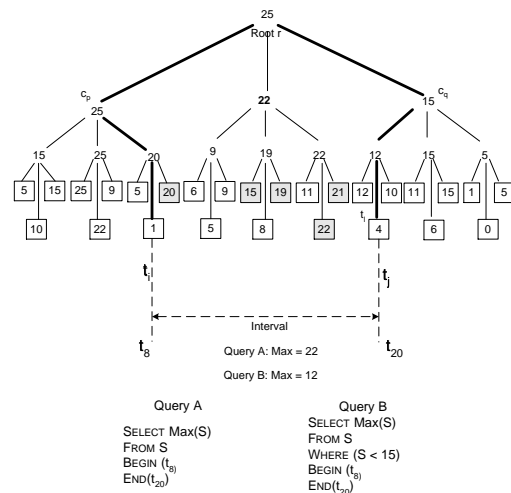 25
Root r
c_p
25
22
15
c_q
15
25
20
9
19
22
12
15
5
5
15
25
9
5
20
6
9
15
19
11
21
12
10
11
15
1
5
10
22
1
5
8
22
t_j
4
6
0
t_i
t_j
Interval
t_8
t_20
Query A: Max = 22
Query B: Max = 12
Query A
SELECT Max(S)
FROM S
BEGIN (t_8)
END(t_20)
Query B
SELECT Max(S)
FROM S
WHERE (S < 15)
BEGIN (t_8)
END(t_20)